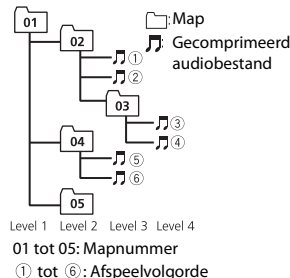 01
:Map
02
: Gecomprimeerd
audiobestand
①
②
03
③
④
04
⑤
⑥
05
Level 1 Level 2 Level 3 Level 4
01 tot 05: Mapnummer
① tot ⑥: Afspeelvolgorde